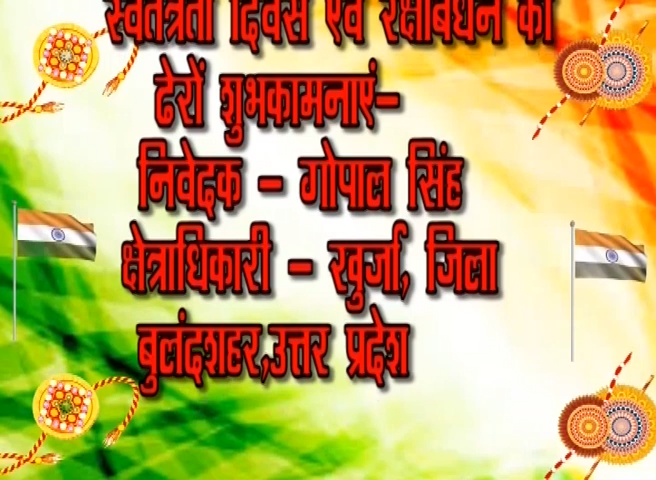 स्वतंत्रता दिवस एवं रक्षाबंधन की
ढेरों शुभकामनाएं-
निवेदक - गोपाल सिंह
क्षेत्राधिकारी - खुर्जा, जिला
बुलंदशहर,उत्तर प्रदेश